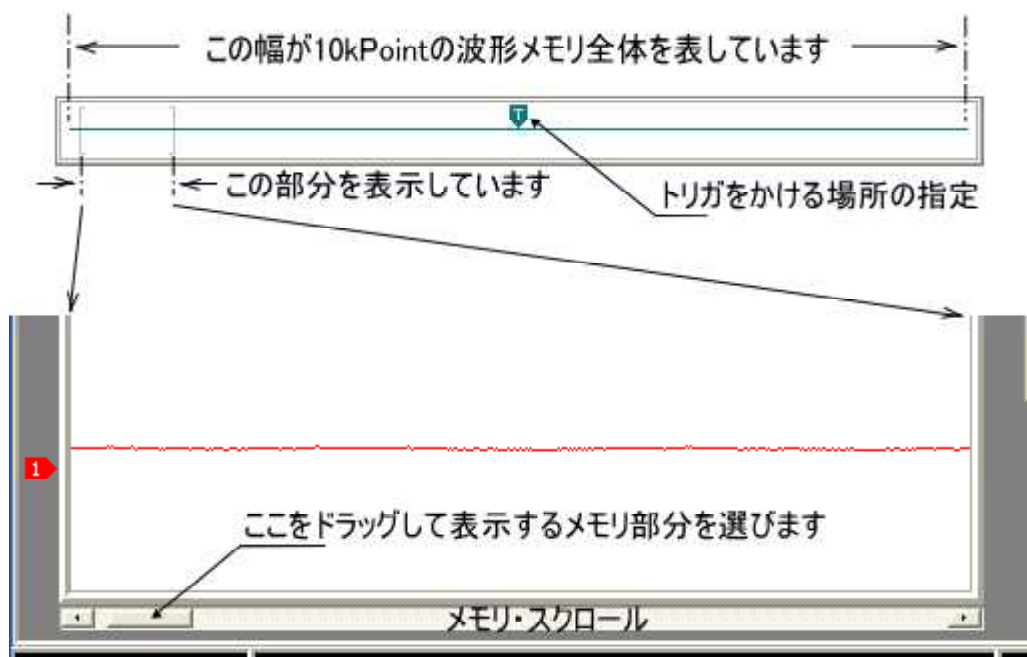 この幅が10kPointの波形メモリ全体を表しています
T
この部分を表示しています
トリガをかける場所の指定
1
ここをドラッグして表示するメモリ部分を選びます
メモリ・スクロール